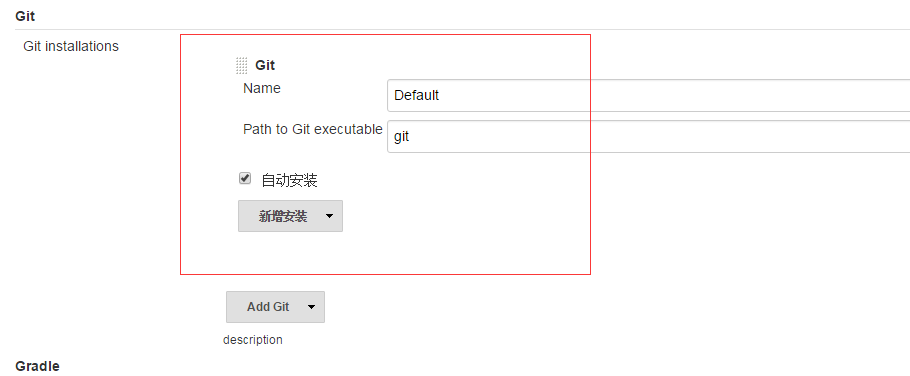 Git
Git installations
Git
Name
Default
Path to Git executable
git
自动安装
新增安装
Add Git
description
Gradle